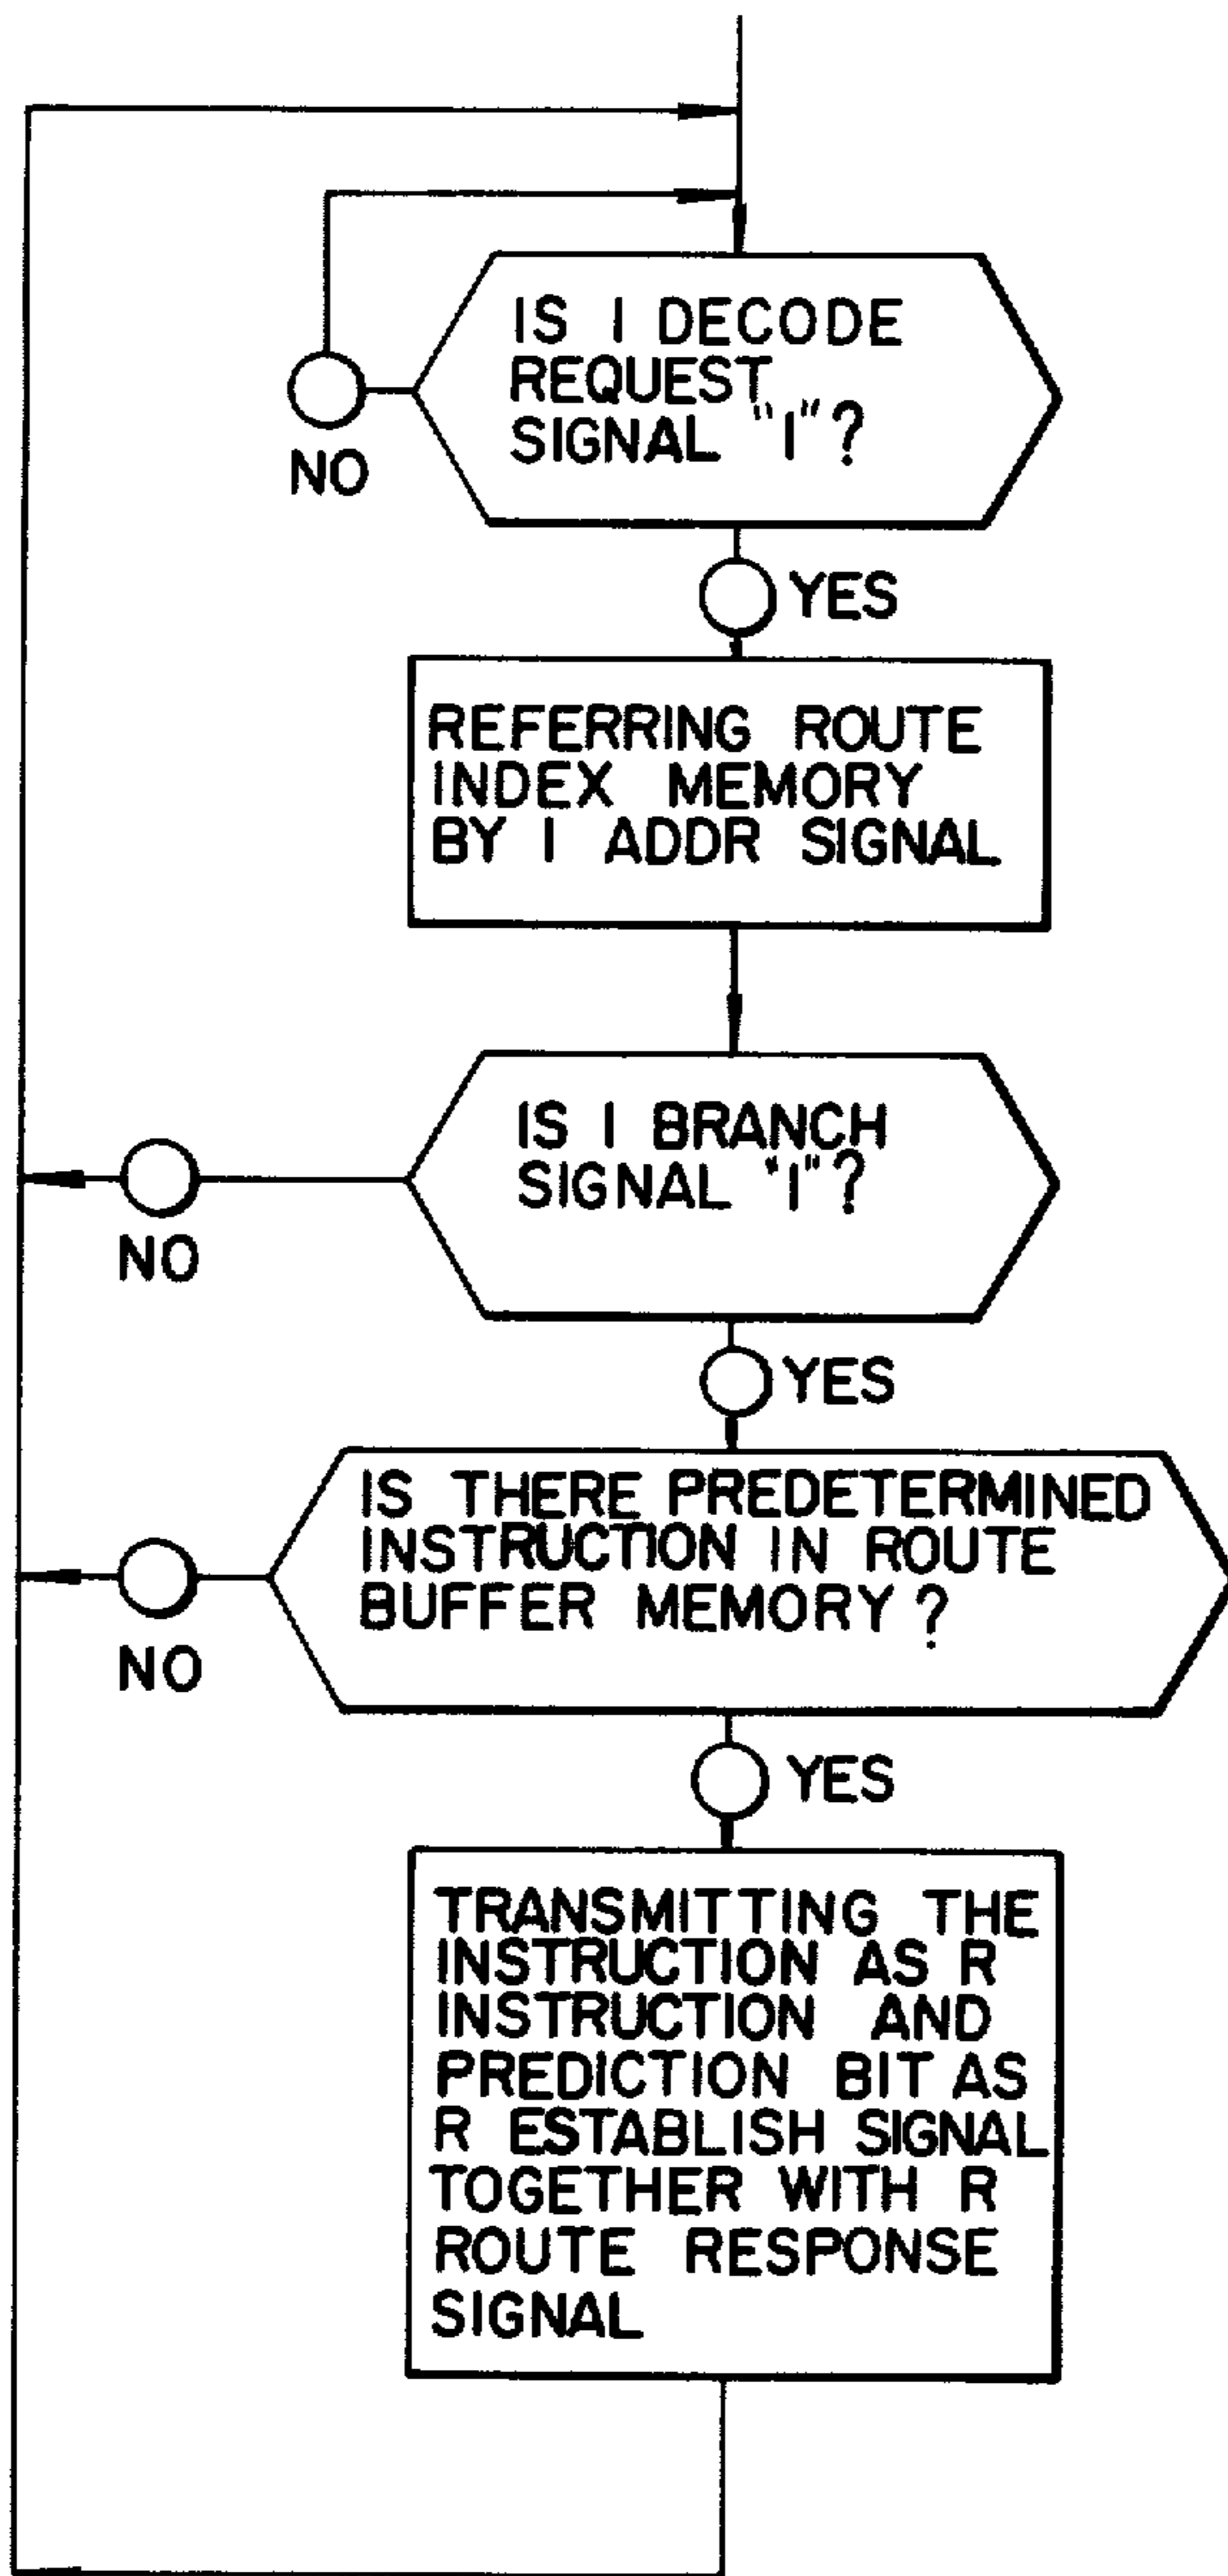 IS I DECODE
REQUEST
SIGNAL "1"?
NO
YES
REFERRING ROUTE
INDEX MEMORY
BY I ADDR SIGNAL
IS I BRANCH
SIGNAL "1"?
NO
YES
IS THERE PREDETERMINED
INSTRUCTION IN ROUTE
BUFFER MEMORY?
NO
YES
TRANSMITTING THE
INSTRUCTION AS R
INSTRUCTION AND
PREDICTION BIT AS
R ESTABLISH SIGNAL
TOGETHER WITH R
ROUTE RESPONSE
SIGNAL